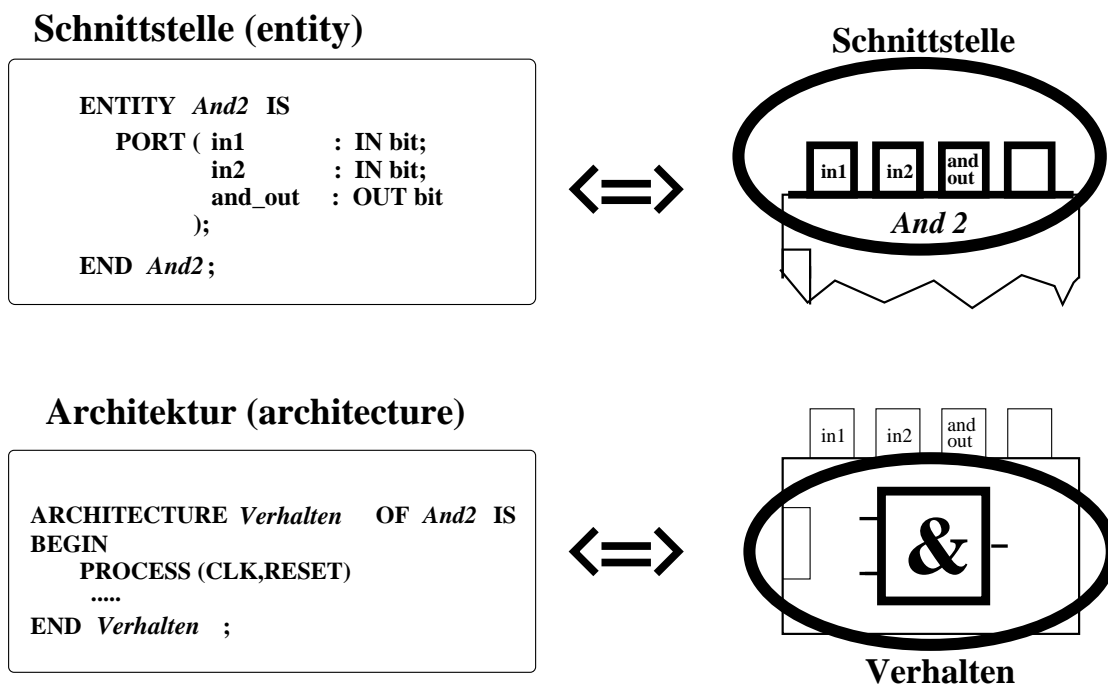 Schnittstelle (entity)
ENTITY And2 IS
PORT ( in1 : IN bit;
in2 : IN bit;
and_out : OUT bit
);
END And2 ;
Schnittstelle
in1 in2 and out
And 2
Architektur (architecture)
ARCHITECTURE Verhalten OF And2 IS
BEGIN
PROCESS (CLK,RESET)
.....
END Verhalten ;
in1 in2 and out
&
Verhalten